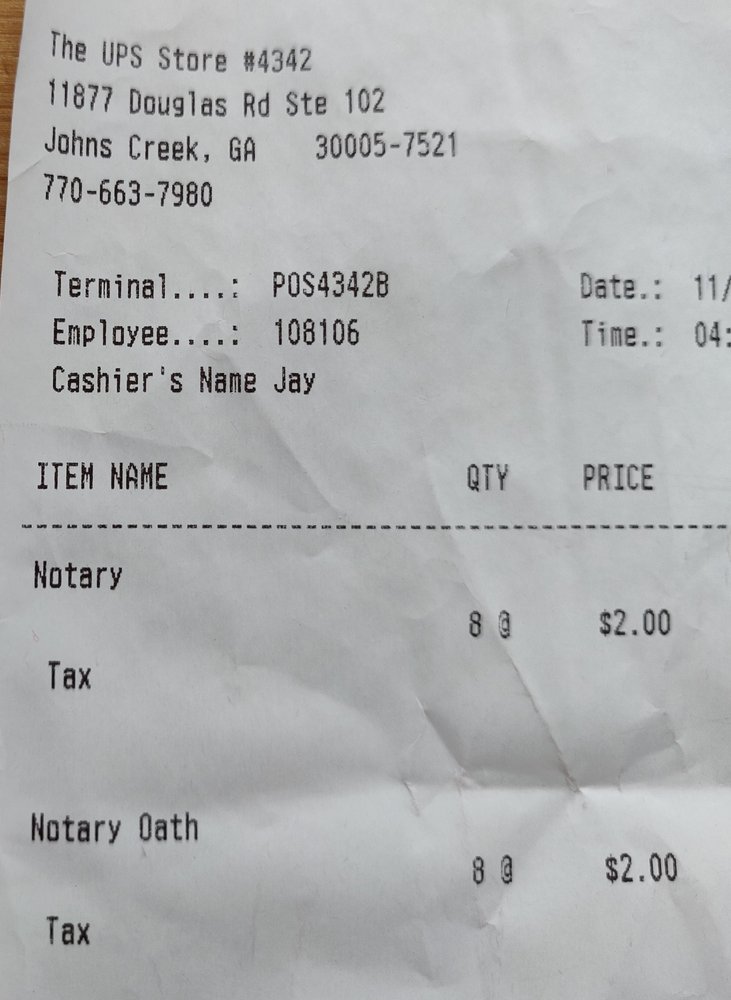 The UPS Store #4342
11877 Douglas Rd Ste 102
Johns Creek, GA 30005-7521
770-663-7980
Terminal....: POS4342B Date.: 11/
Employee....: 108106 Time.: 04:
Cashier's Name Jay
ITEM NAME QTY PRICE
Notary
8 @ $2.00
Tax
Notary Oath
8 @ $2.00
Tax